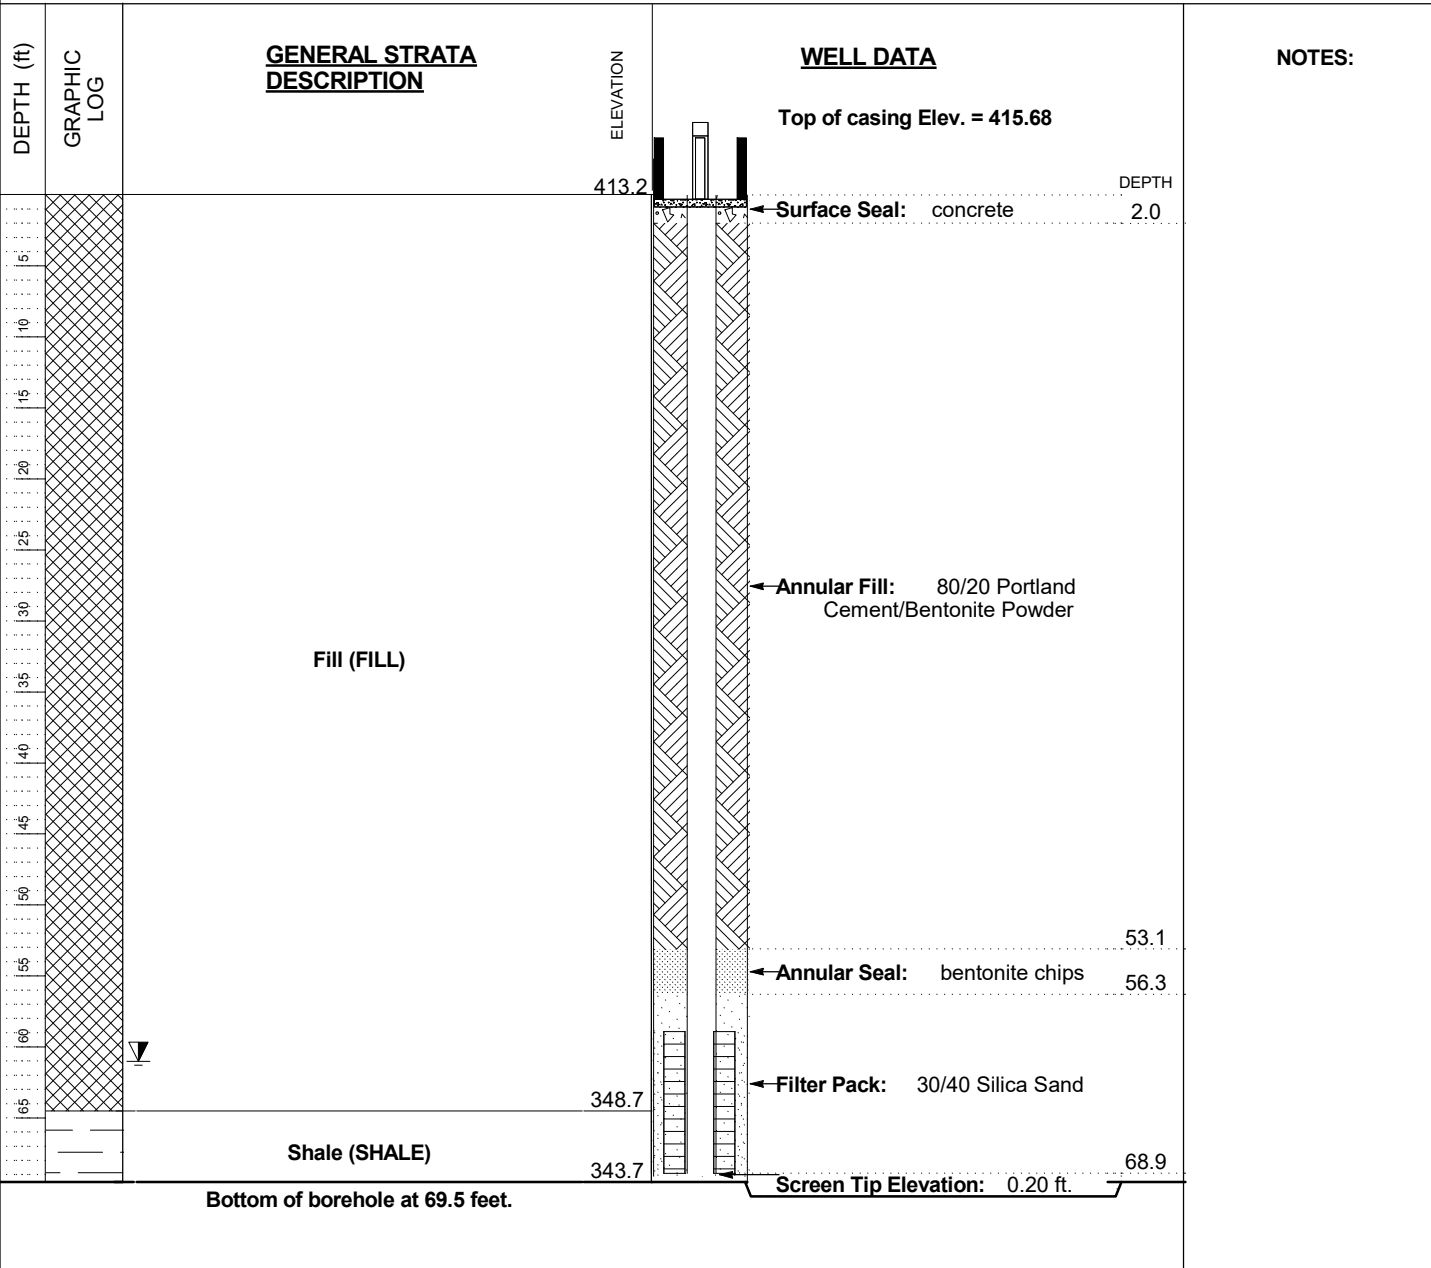 DEPTH (ft)
GRAPHIC
LOG
GENERAL STRATA
DESCRIPTION
ELEVATION
WELL DATA
NOTES:
Top of casing Elev. = 415.68
413.2
DEPTH
Surface Seal: concrete 2.0
5
10
15
20
25
Annular Fill: 80/20 Portland
Cement/Bentonite Powder
30
Fill (FILL)
35
40
45
50
53.1
55
Annular Seal: bentonite chips 56.3
60
Filter Pack: 30/40 Silica Sand
348.7
65
Shale (SHALE)
68.9
343.7
Screen Tip Elevation: 0.20 ft.
Bottom of borehole at 69.5 feet.